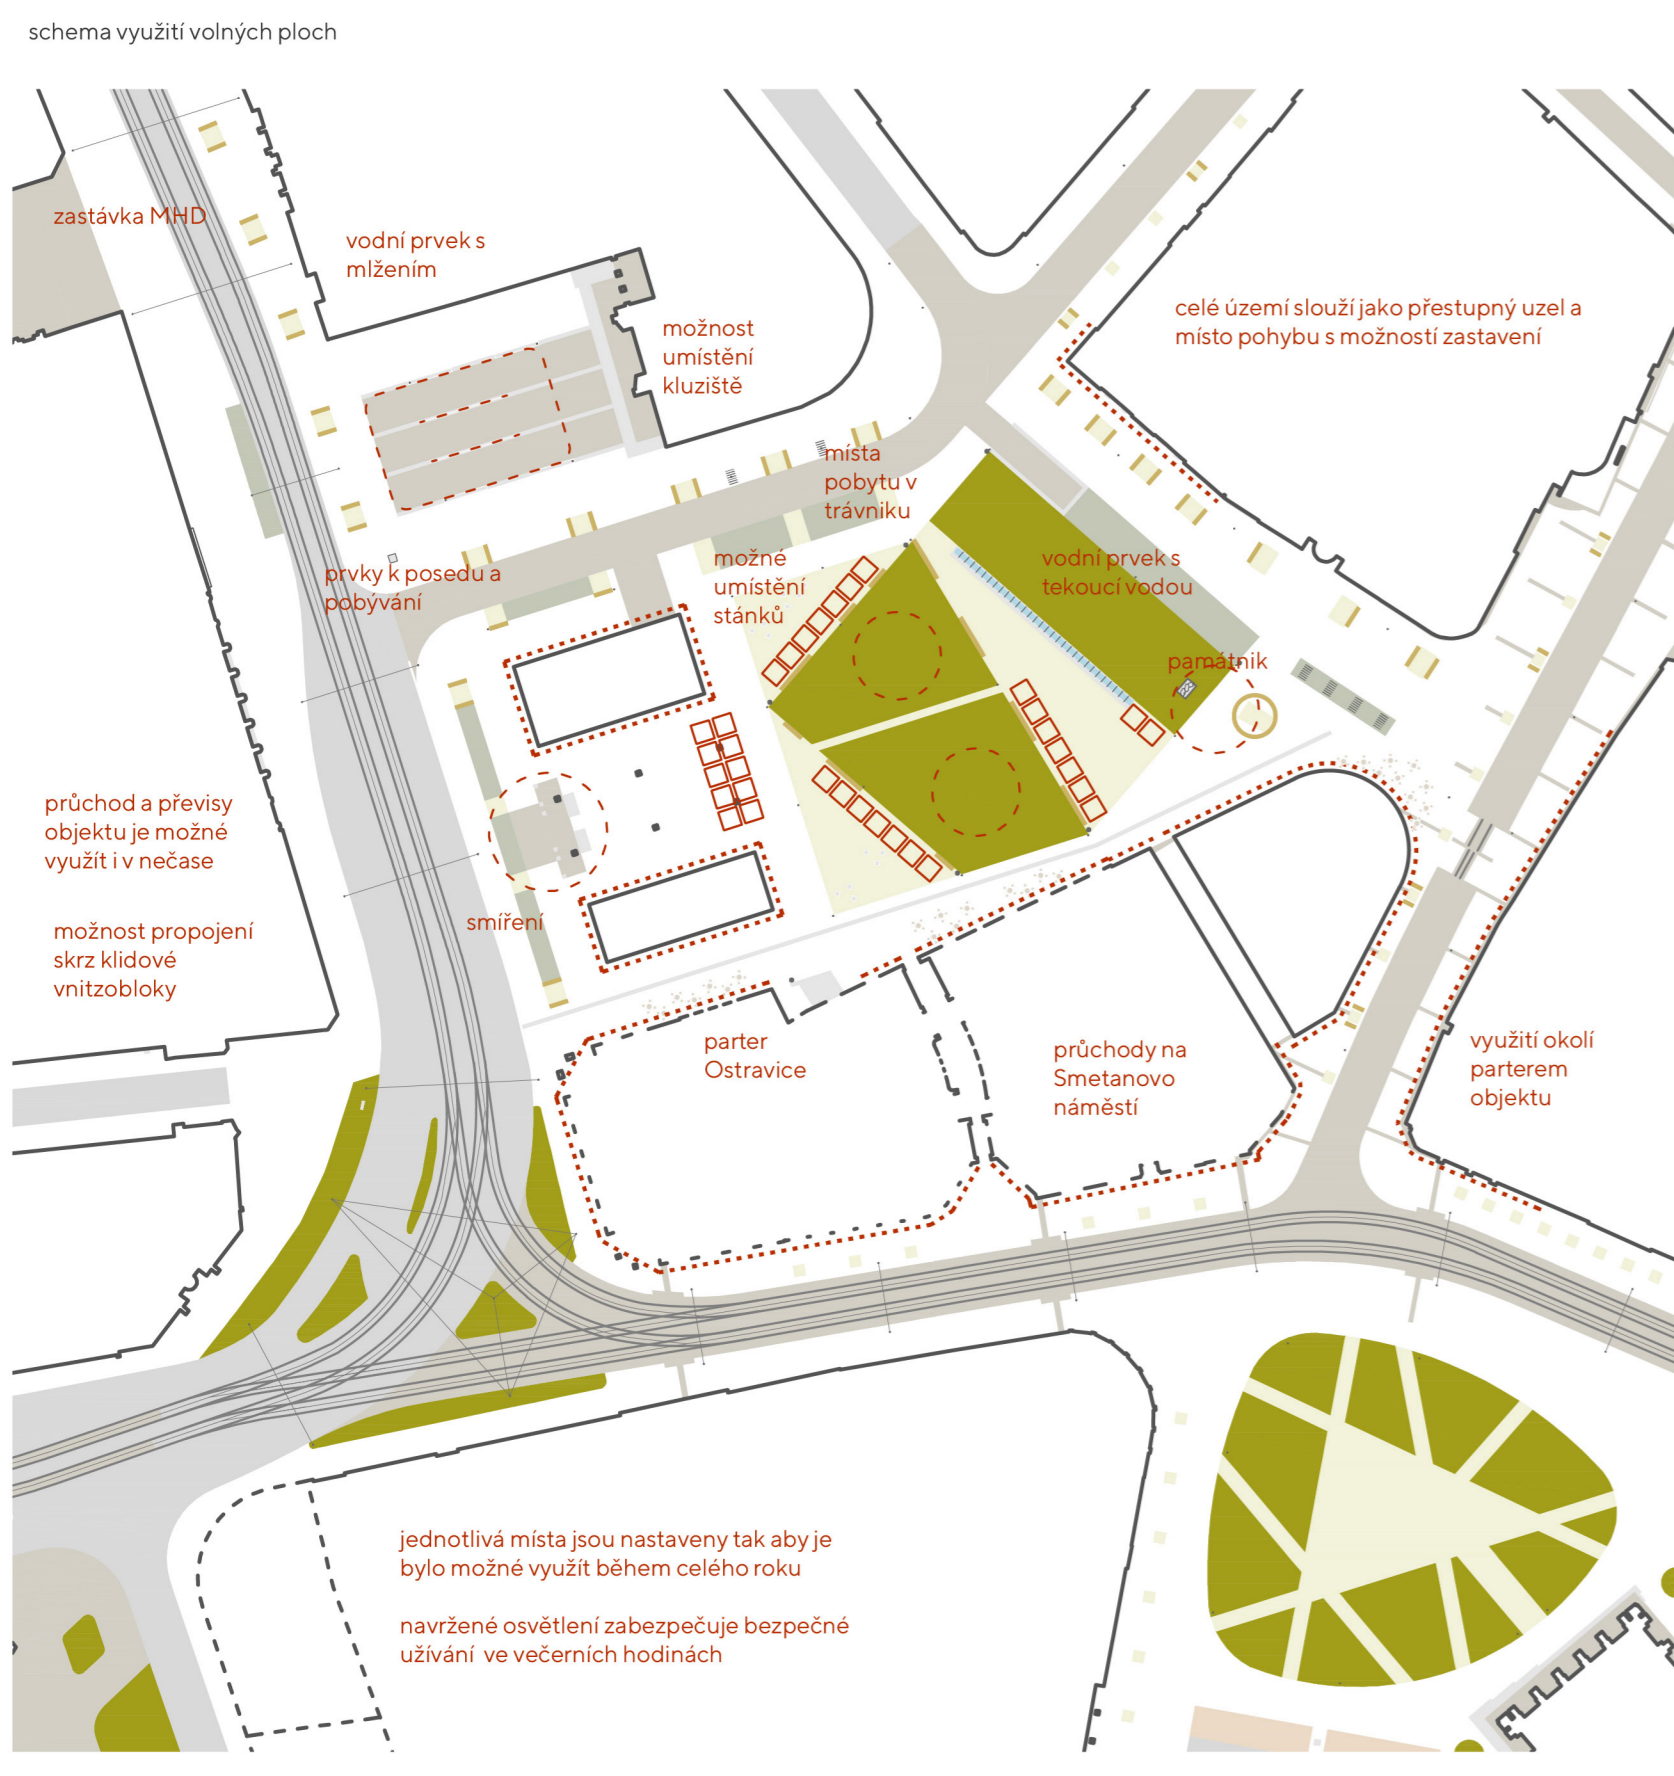 schema využití volných ploch
zastávka MHD
vodní prvek s
mlžením
možnost
umístění
kluziště
celé území slouží jako přestupný uzel a
místo pohybu s možností zastavení
místa
pobytu v
trávniku
prvky k posedu a
pobývání
možné
umístění
stánků
vodní prvek s
tekoucí vodou
památnik
průchod a převisy
objektu je možné
využít i v nečase
smíření
možnost propojení
skrz klidové
vnitzobloky
parter
Ostravice
průchody na
Smetanovo
náměstí
využití okolí
parterem
objektu
jednotlivá místa jsou nastaveny tak aby je
bylo možné využít během celého roku
navržené osvětlení zabezpečuje bezpečné
užívání ve večerních hodinách